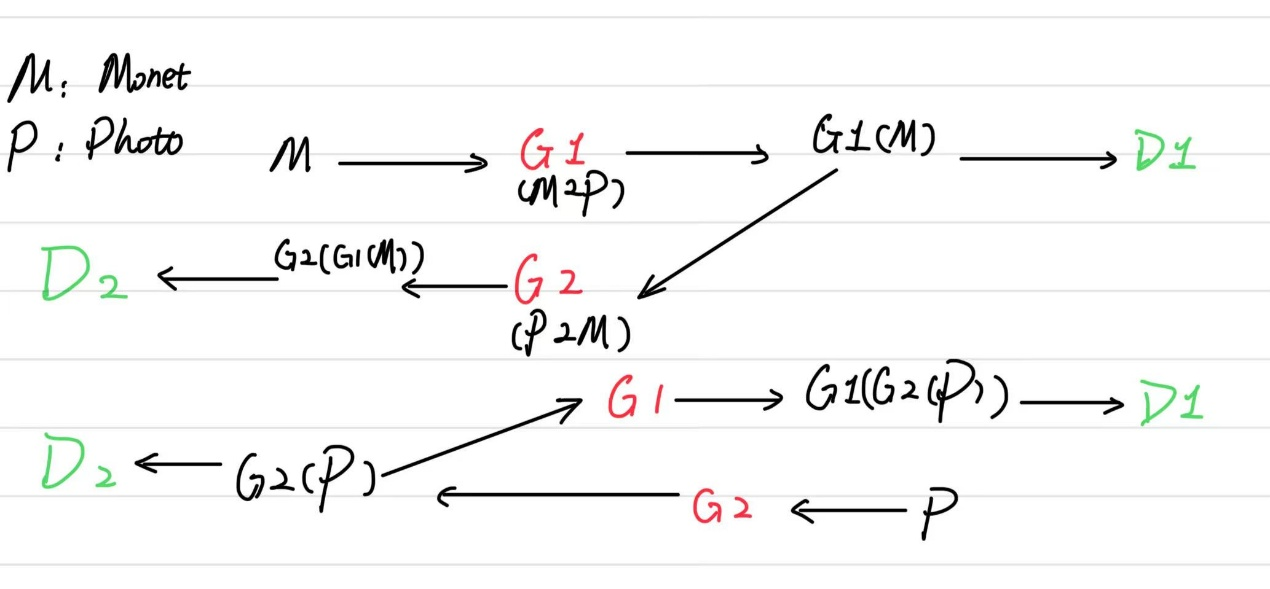 M: Monet
P: Photo
M → G1 → G1(M) → D1
(M2P)
D2 ← G2(G1(M)) ← G2
(P2M)
G1 → G1(G2(P)) → D1
D2 ← G2(P)
← G2 ← P